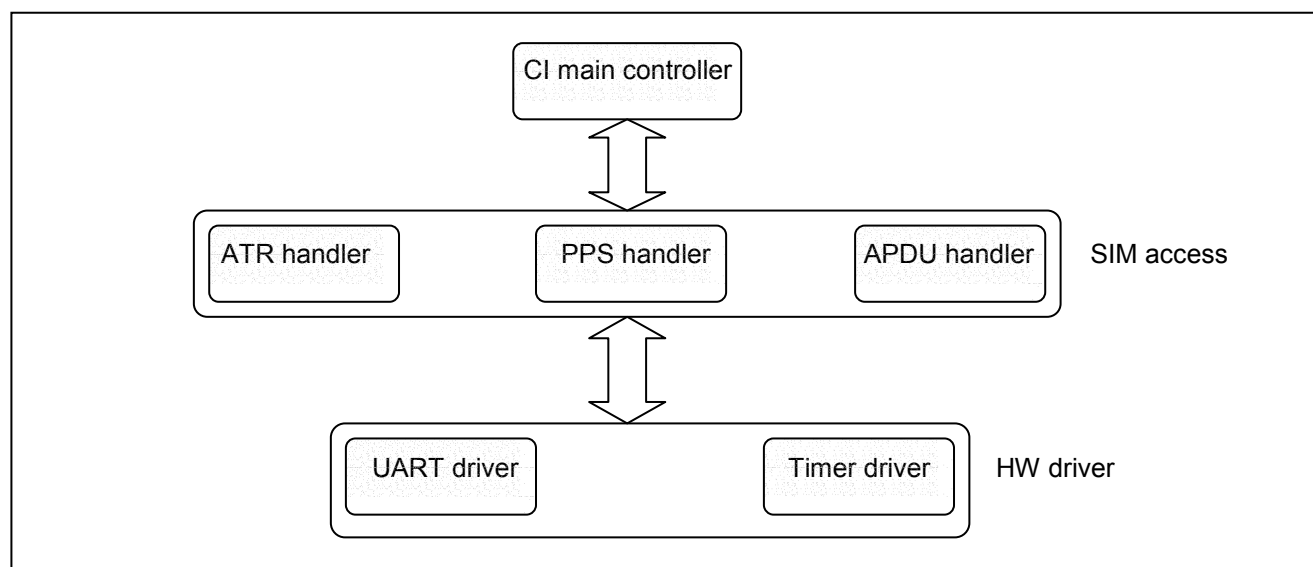 CI main controller
ATR handler
PPS handler
APDU handler
SIM access
UART driver
Timer driver
HW driver